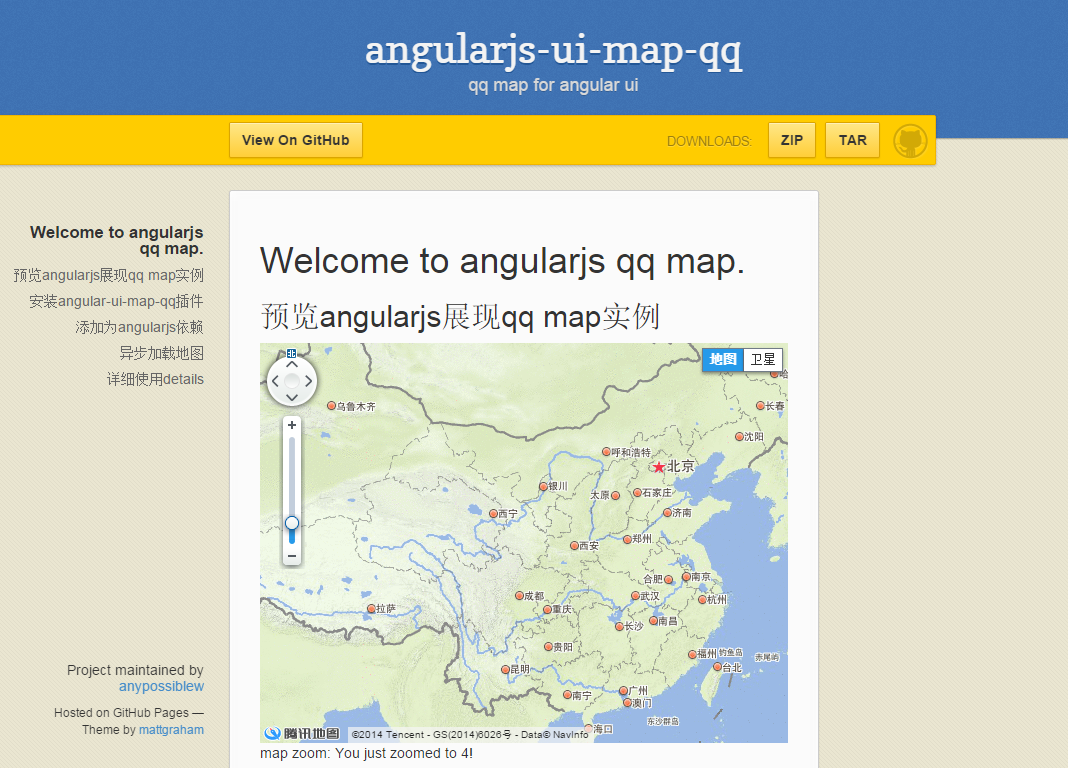 angularjs-ui-map-qq
qq map for angular ui
View On GitHub
DOWNLOADS:
ZIP
TAR
Welcome to angularjs
qq map.
预览angularjs展现qq map实例
安装angular-ui-map-qq插件
添加为angularjs依赖
异步加载地图
详细使用details
Project maintained by
anypossiblew
Hosted on GitHub Pages —
Theme by mattgraham
Welcome to angularjs qq map.
预览angularjs展现qq map实例
北
地图
卫星
+
−
乌鲁木齐
哈
长春
沈阳
呼和浩特
北京
银川
太原
石家庄
西宁
济南
西安
郑州
合肥
南京
成都
武汉
杭州
拉萨
重庆
长沙
南昌
贵阳
福州
钓鱼岛
赤尾屿
昆明
台北
南宁
广州
澳门
东沙群岛
海口
腾讯地图
©2014 Tencent - GS(2014)6026号 - Data© NavInfo
map zoom: You just zoomed to 4!